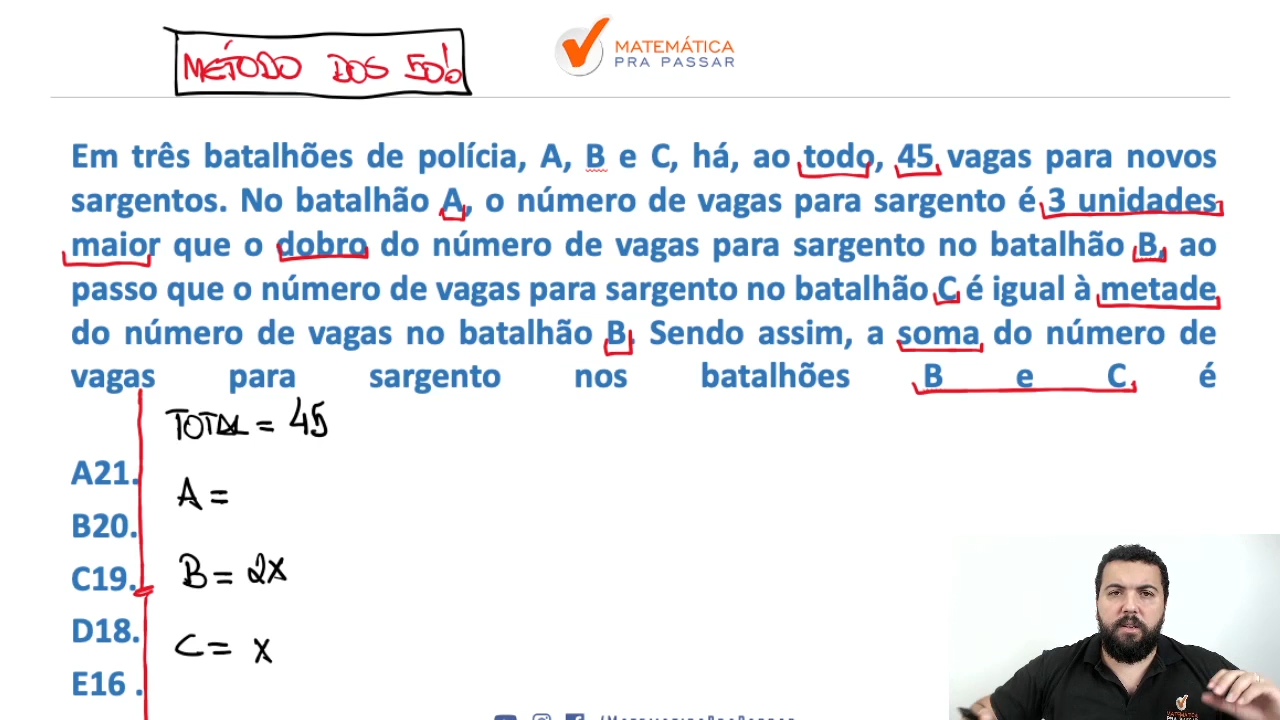 MÉTODO DOS 50%
MATEMÁTICA
PRA PASSAR
Em três batalhões de polícia, A, B e C, há, ao todo, 45 vagas para novos
sargentos. No batalhão A, o número de vagas para sargento é 3 unidades
maior que o dobro do número de vagas para sargento no batalhão B, ao
passo que o número de vagas para sargento no batalhão C é igual à metade
do número de vagas no batalhão B. Sendo assim, a soma do número de
vagas para sargento nos batalhões B e C é
TOTAL = 45
A21.
A =
B20.
B = 2x
C19.
D18.
C = x
E16 .
MATEMÁTICA
PRA PASSAR